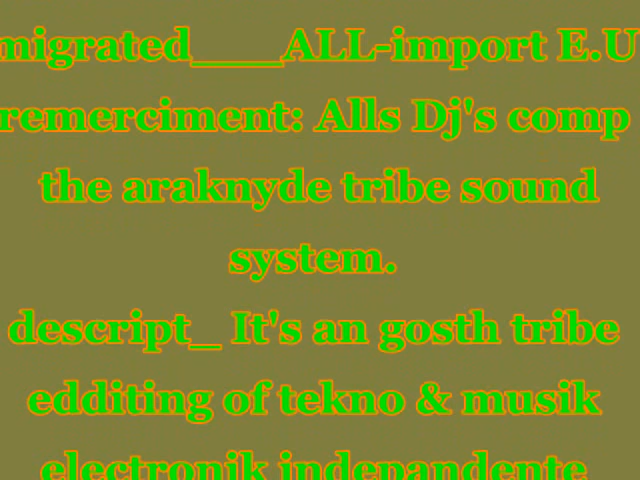 migrated___ALL-import E.U
remerciment: Alls Dj's comp
the araknyde tribe sound
system.
descript_ It's an gosth tribe
edditing of tekno & musik
electronik independente